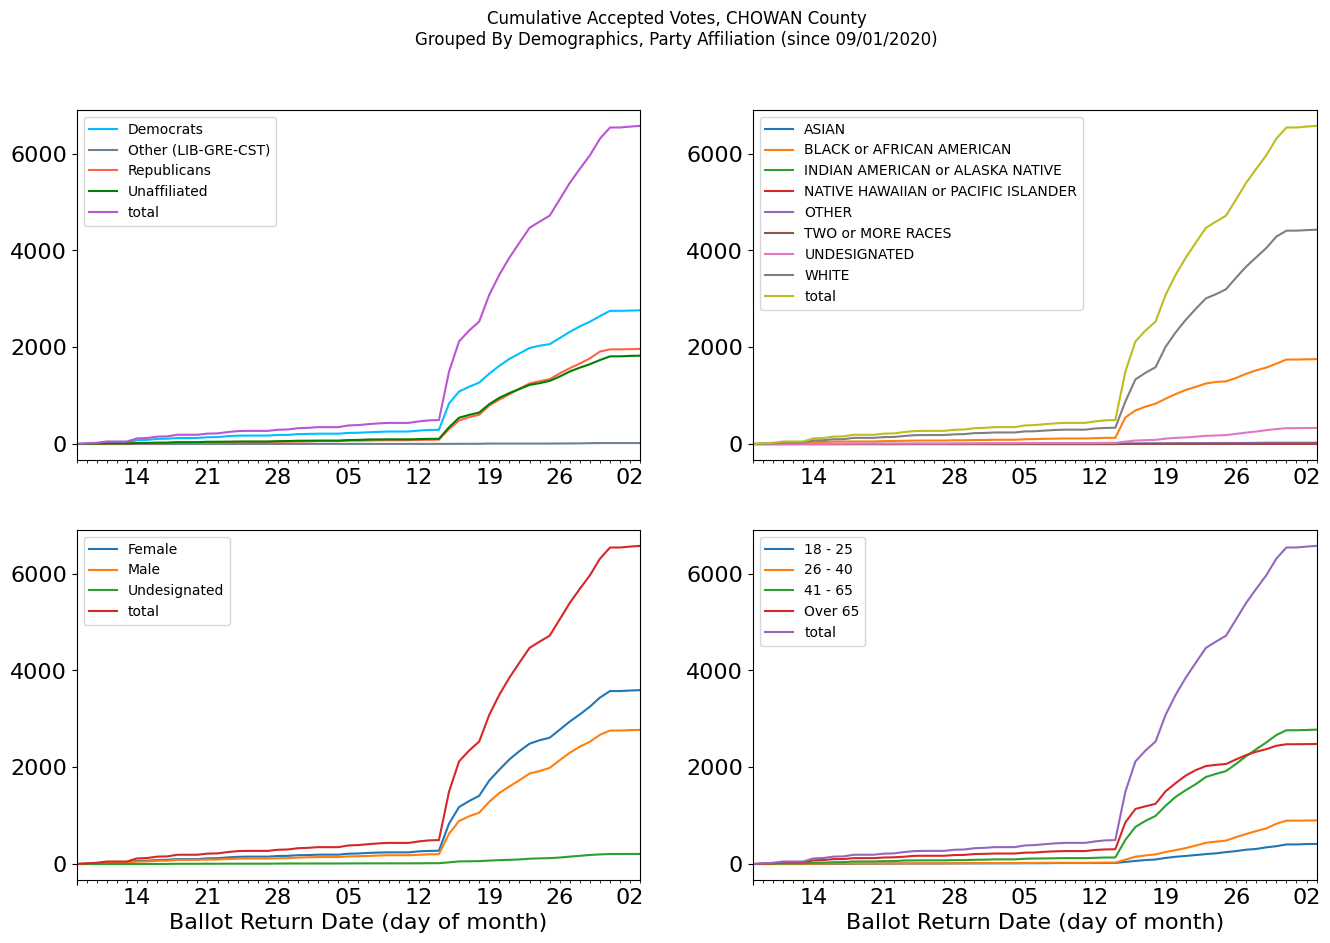 Cumulative Accepted Votes, CHOWAN County
Grouped By Demographics, Party Affiliation (since 09/01/2020)
Democrats
Other (LIB-GRE-CST)
Republicans
Unaffiliated
total
6000
4000
2000
0
14 21 28 05 12 19 26 02
ASIAN
BLACK or AFRICAN AMERICAN
INDIAN AMERICAN or ALASKA NATIVE
NATIVE HAWAIIAN or PACIFIC ISLANDER
OTHER
TWO or MORE RACES
UNDESIGNATED
WHITE
total
6000
4000
2000
0
14 21 28 05 12 19 26 02
Female
Male
Undesignated
total
6000
4000
2000
0
14 21 28 05 12 19 26 02
Ballot Return Date (day of month)
18 - 25
26 - 40
41 - 65
Over 65
total
6000
4000
2000
0
14 21 28 05 12 19 26 02
Ballot Return Date (day of month)